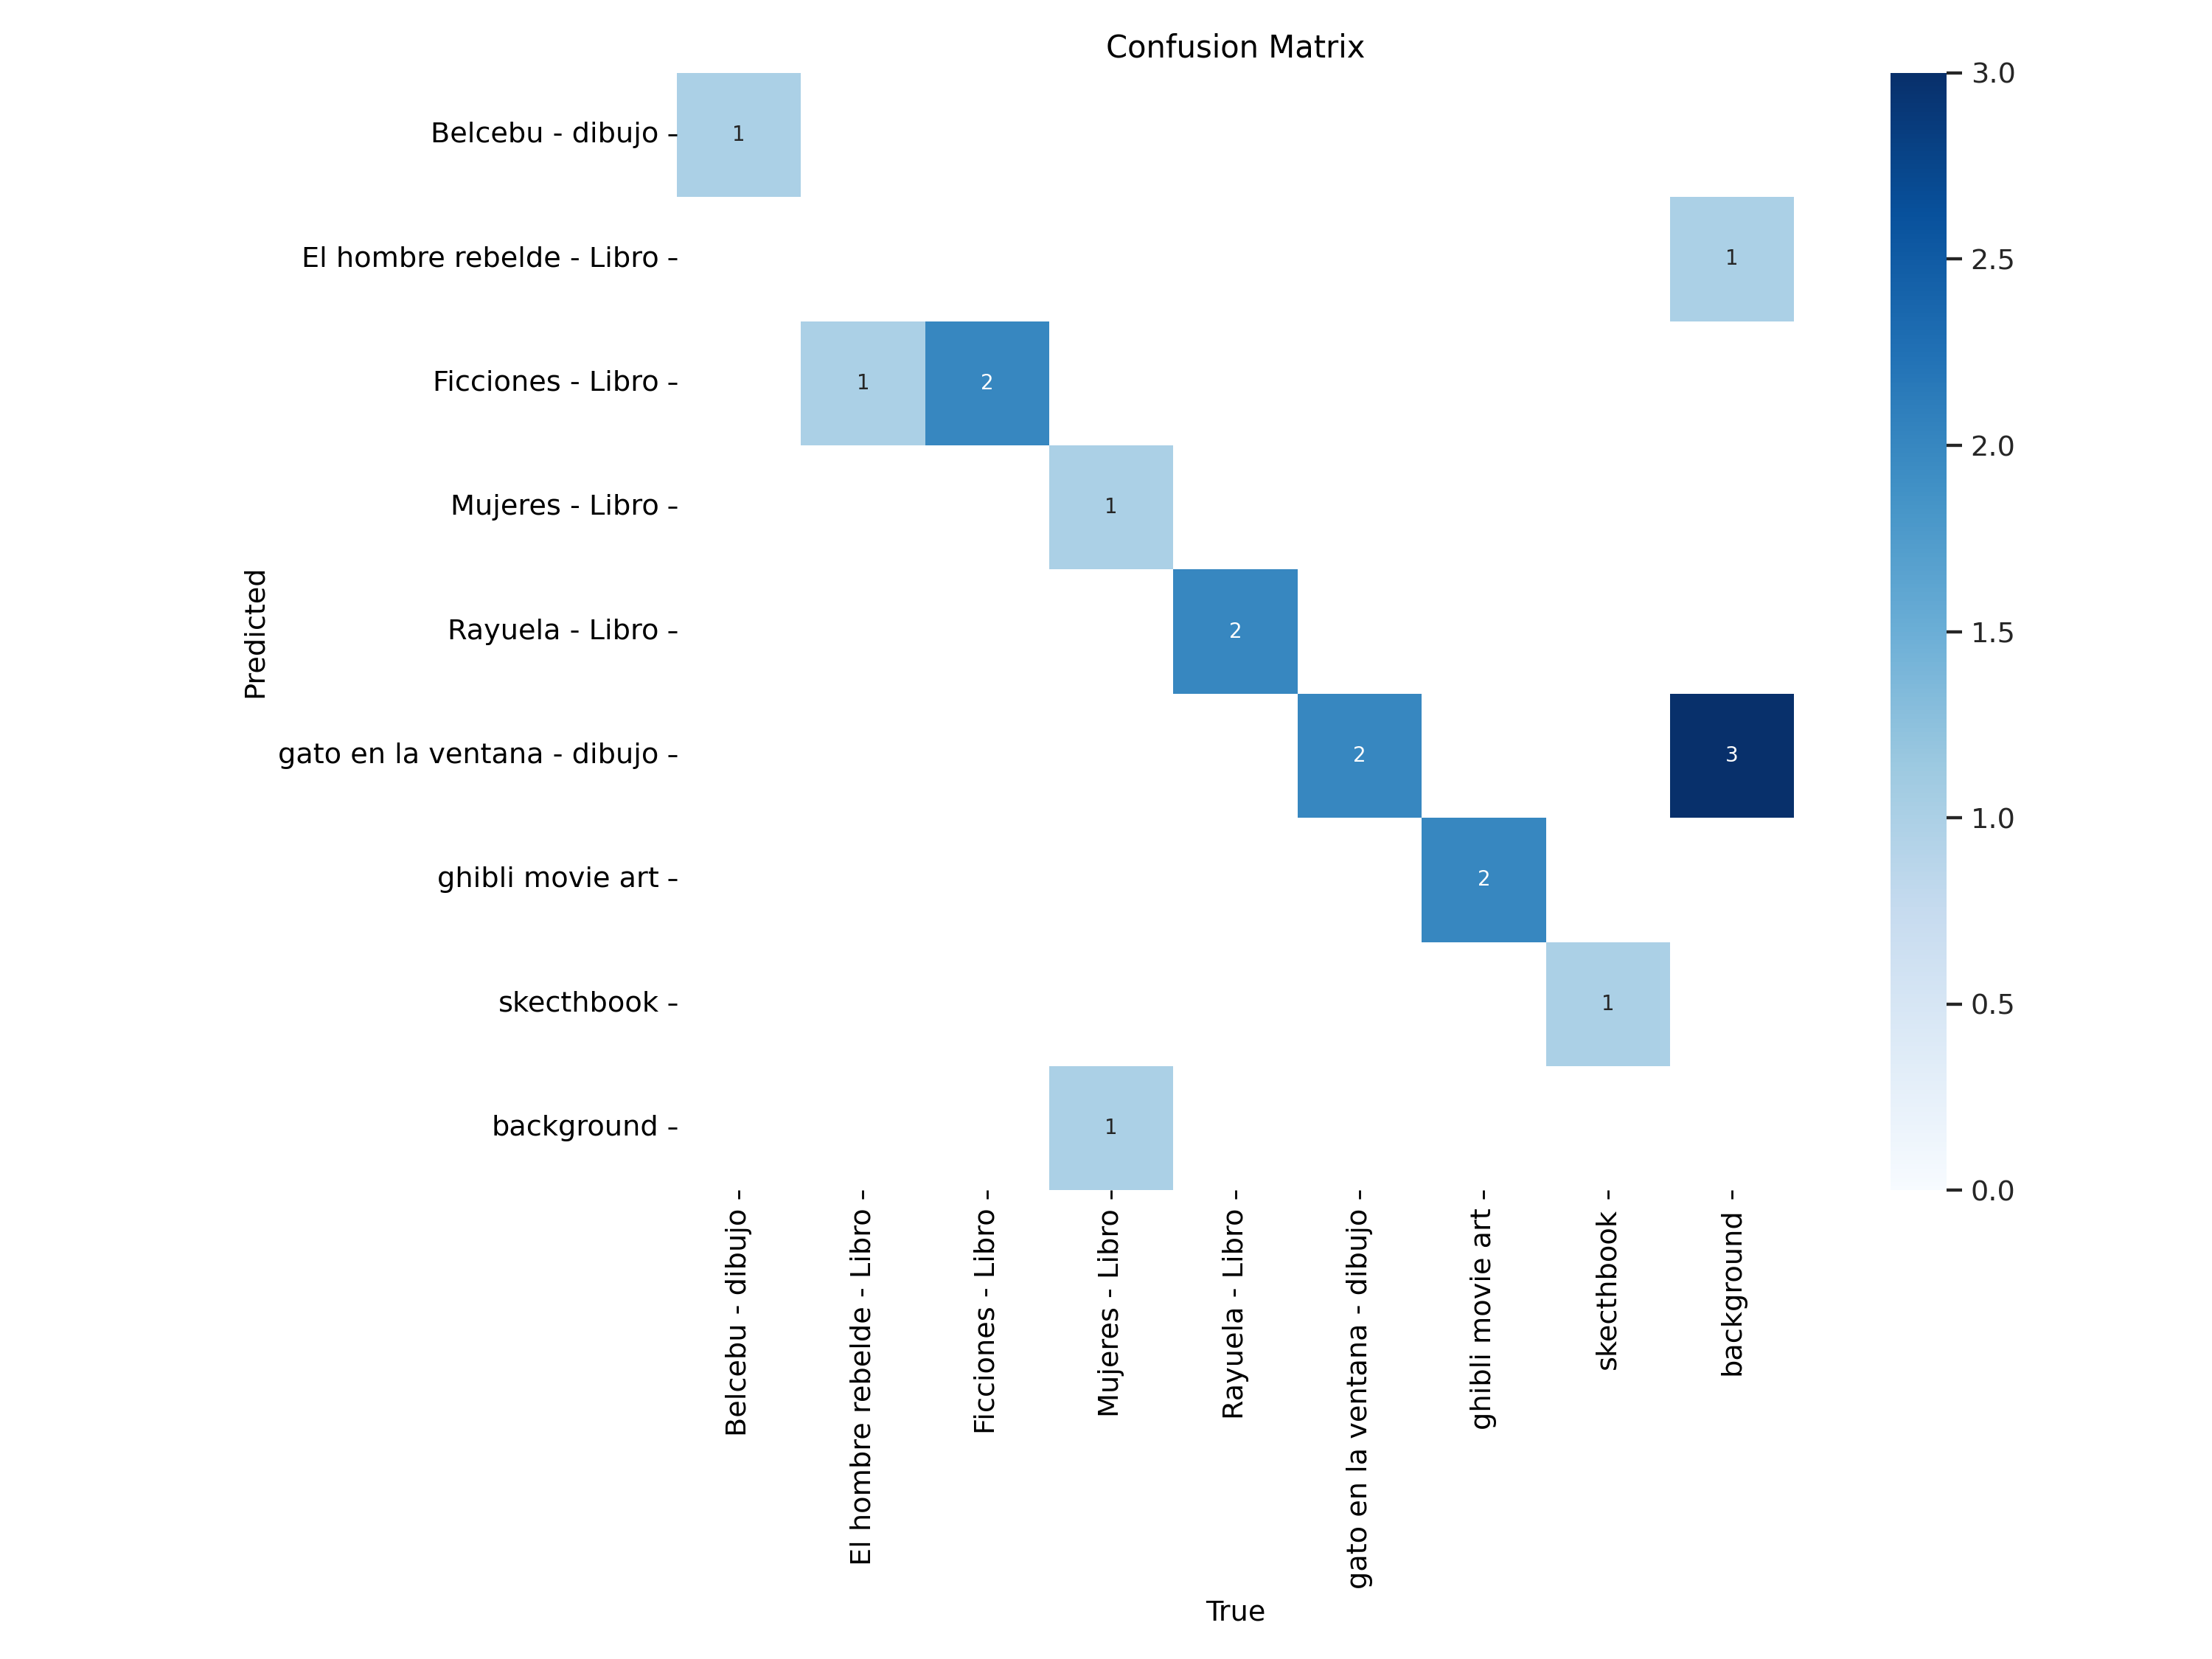 Confusion Matrix
Belcebu - dibujo
1
El hombre rebelde - Libro
1
Ficciones - Libro
1 2
Mujeres - Libro
1
Rayuela - Libro
2
gato en la ventana - dibujo
2 3
ghibli movie art
2
skecthbook
1
background
1
Predicted
Belcebu - dibujo
El hombre rebelde - Libro
Ficciones - Libro
Mujeres - Libro
Rayuela - Libro
gato en la ventana - dibujo
ghibli movie art
skecthbook
background
True
3.0
2.5
2.0
1.5
1.0
0.5
0.0